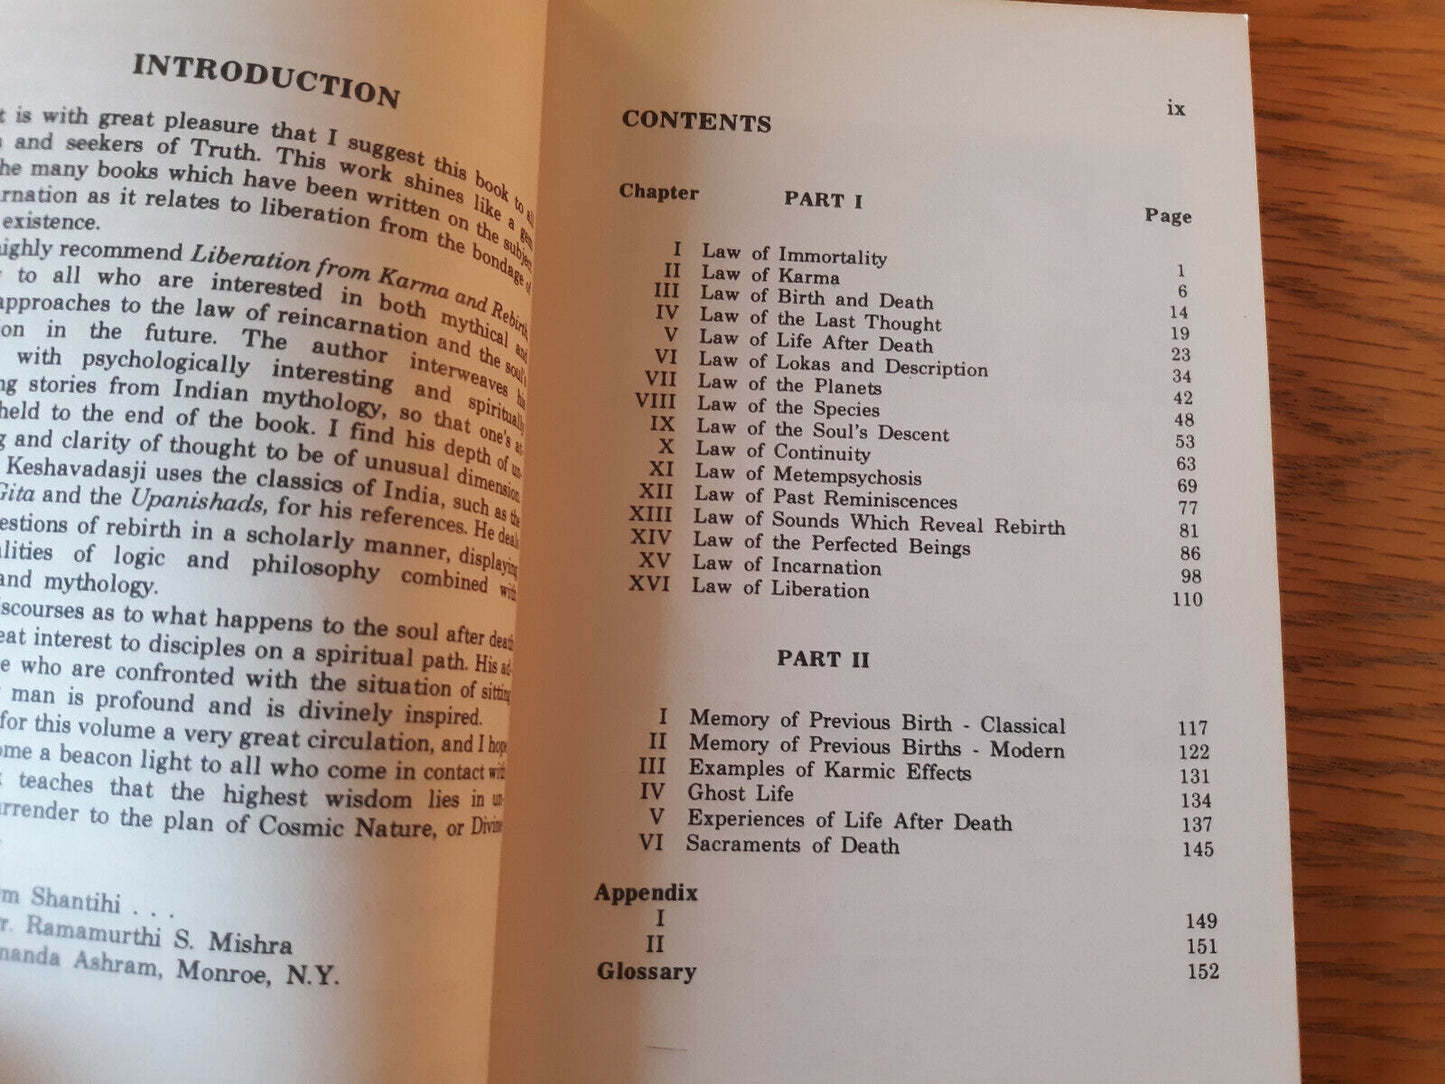 INTRODUCTION
t is with great pleasure that I suggest this book to all
and seekers of Truth. This work shines like a gem
he many books which have been written on the subject
rnation as it relates to liberation from the bondage of
existence.
highly recommend Liberation from Karma and Rebirth,
to all who are interested in both mythical and
approaches to the law of reincarnation and the soul's
on in the future. The author interweaves his
with psychologically interesting and spiritually
ng stories from Indian mythology, so that one's at-
held to the end of the book. I find his depth of un-
g and clarity of thought to be of unusual dimension
Keshavadasji uses the classics of India, such as the
Gita and the Upanishads, for his references. He deals
estions of rebirth in a scholarly manner, displaying
alities of logic and philosophy combined with
and mythology.
iscourses as to what happens to the soul after death
eat interest to disciples on a spiritual path. His ad-
e who are confronted with the situation of sitting
man is profound and is divinely inspired.
for this volume a very great circulation, and I hope
ome a beacon light to all who come in contact with
teaches that the highest wisdom lies in un-
urrender to the plan of Cosmic Nature, or Divine
m Shantihi . . .
r. Ramamurthi S. Mishra
nanda Ashram, Monroe, N.Y.
ix
CONTENTS
Chapter PART I Page
I Law of Immortality 1
II Law of Karma 6
III Law of Birth and Death 14
IV Law of the Last Thought 19
V Law of Life After Death 23
VI Law of Lokas and Description 34
VII Law of the Planets 42
VIII Law of the Species 48
IX Law of the Soul's Descent 53
X Law of Continuity 63
XI Law of Metempsychosis 69
XII Law of Past Reminiscences 77
XIII Law of Sounds Which Reveal Rebirth 81
XIV Law of the Perfected Beings 86
XV Law of Incarnation 98
XVI Law of Liberation 110
PART II
I Memory of Previous Birth - Classical 117
II Memory of Previous Births - Modern 122
III Examples of Karmic Effects 131
IV Ghost Life 134
V Experiences of Life After Death 137
VI Sacraments of Death 145
Appendix
I 149
II 151
Glossary 152